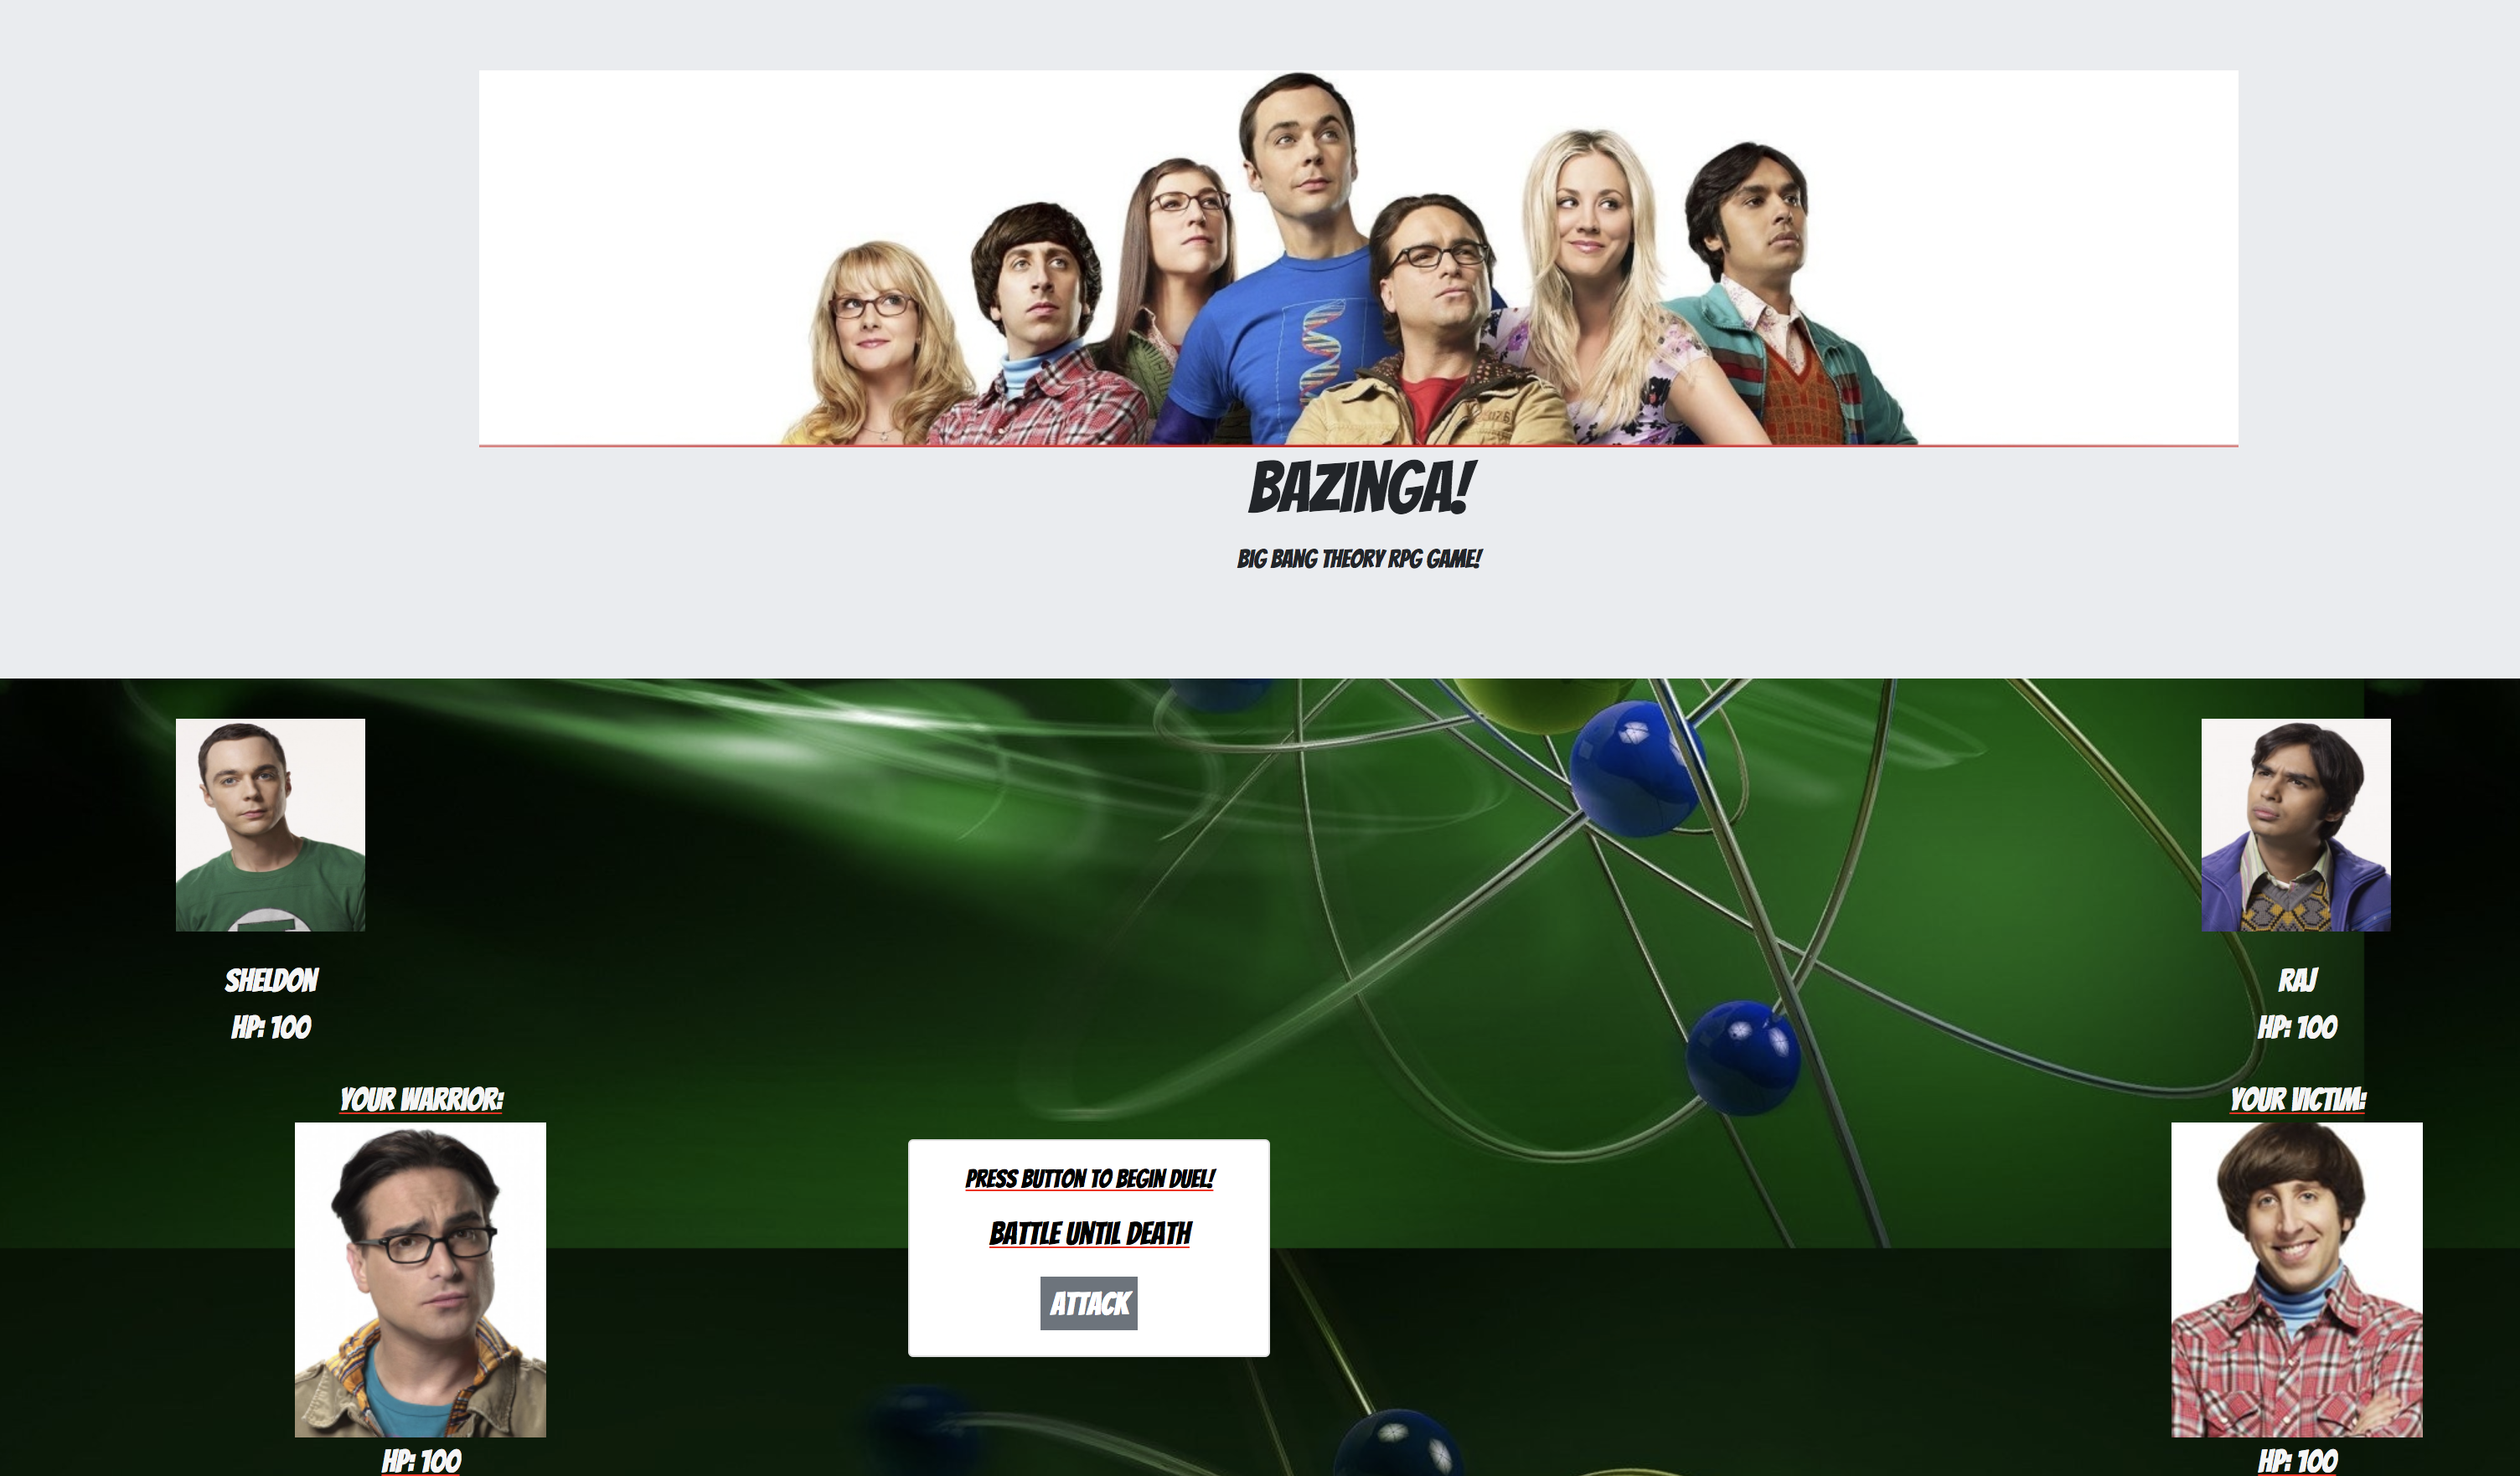 BAZINGA!
BIG BANG THEORY RPG GAME!
SHELDON
HP: 100
RAJ
HP: 100
YOUR WARRIOR:
HP: 100
PRESS BUTTON TO BEGIN DUEL!
BATTLE UNTIL DEATH
ATTACK
YOUR VICTIM:
HP: 100